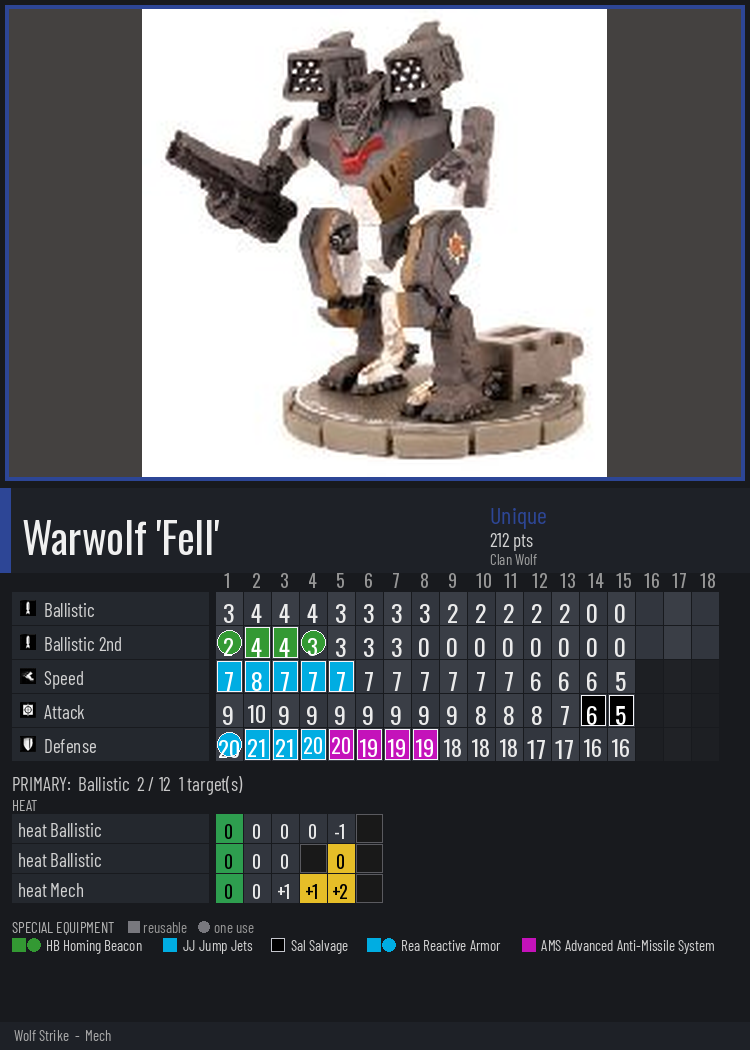 Warwolf 'Fell'
Unique
212 pts
Clan Wolf
1 2 3 4 5 6 7 8 9 10 11 12 13 14 15 16 17 18
Ballistic 3 4 4 4 3 3 3 3 2 2 2 2 2 0 0
Ballistic 2nd 2 4 4 3 3 3 3 0 0 0 0 0 0 0 0
Speed 7 8 7 7 7 7 7 7 7 7 7 6 6 6 5
Attack 9 10 9 9 9 9 9 9 9 8 8 8 7 6 5
Defense 20 21 21 20 20 19 19 19 18 18 18 17 17 16 16
PRIMARY: Ballistic 2 / 12 1 target(s)
HEAT
heat Ballistic 0 0 0 0 -1
heat Ballistic 0 0 0 0
heat Mech 0 0 +1 +1 +2
SPECIAL EQUIPMENT reusable one use
HB Homing Beacon JJ Jump Jets Sal Salvage Rea Reactive Armor AMS Advanced Anti-Missile System
Wolf Strike - Mech